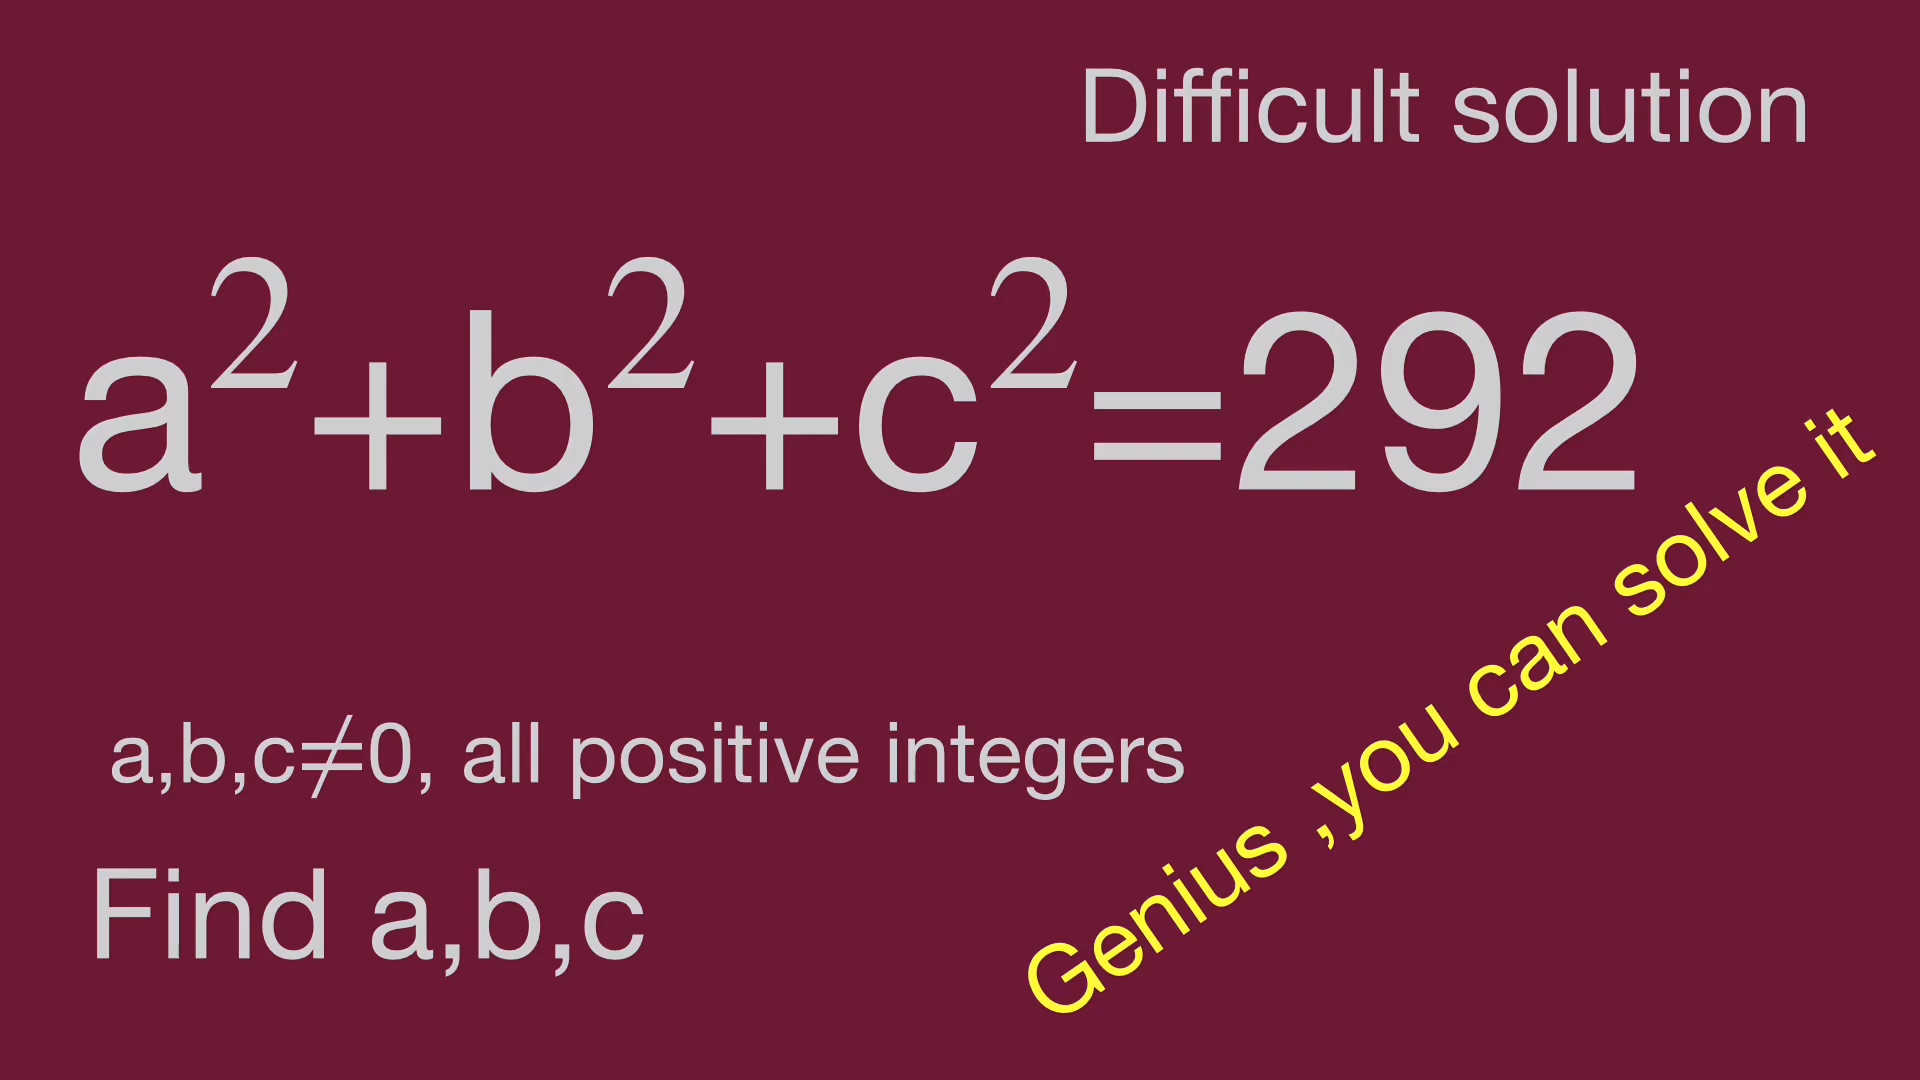 Difficult solution
a²+b²+c²=292
a,b,c≠0, all positive integers
Find a,b,c
Genius ,you can solve it